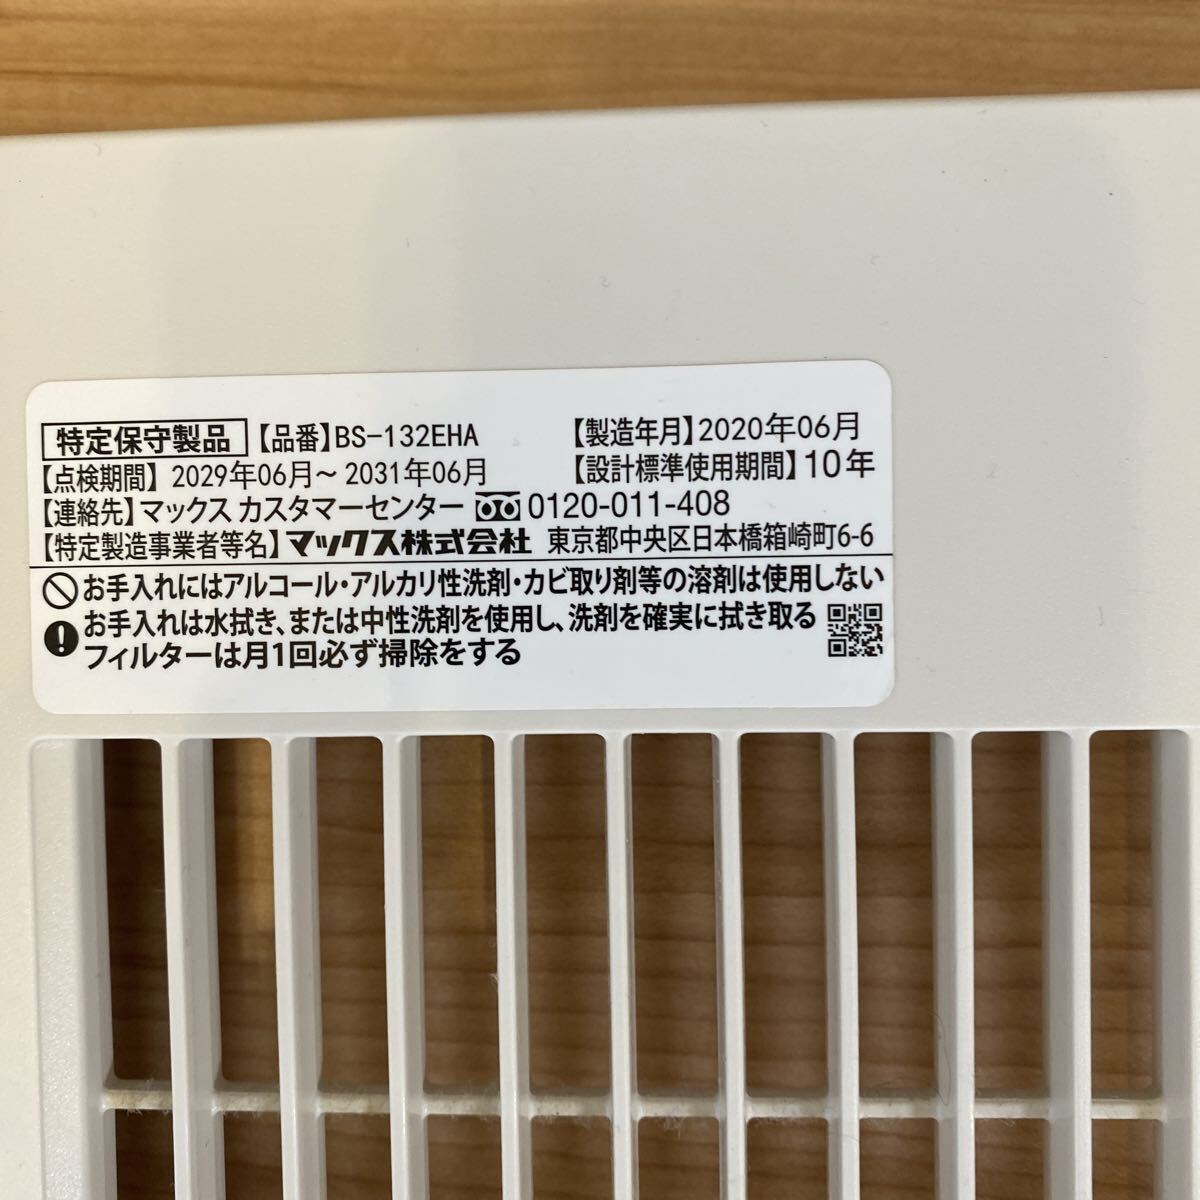 特定保守製品 【品番】BS-132EHA 【製造年月】2020年06月
【点検期間】 2029年06月～2031年06月 【設計標準使用期間】10年
【連絡先】マックス カスタマーセンター 0120-011-408
【特定製造事業者等名】マックス株式会社 東京都中央区日本橋箱崎町6-6
お手入れにはアルコール・アルカリ性洗剤・カビ取り剤等の溶剤は使用しない
お手入れは水拭き、または中性洗剤を使用し、洗剤を確実に拭き取る
フィルターは月1回必ず掃除をする